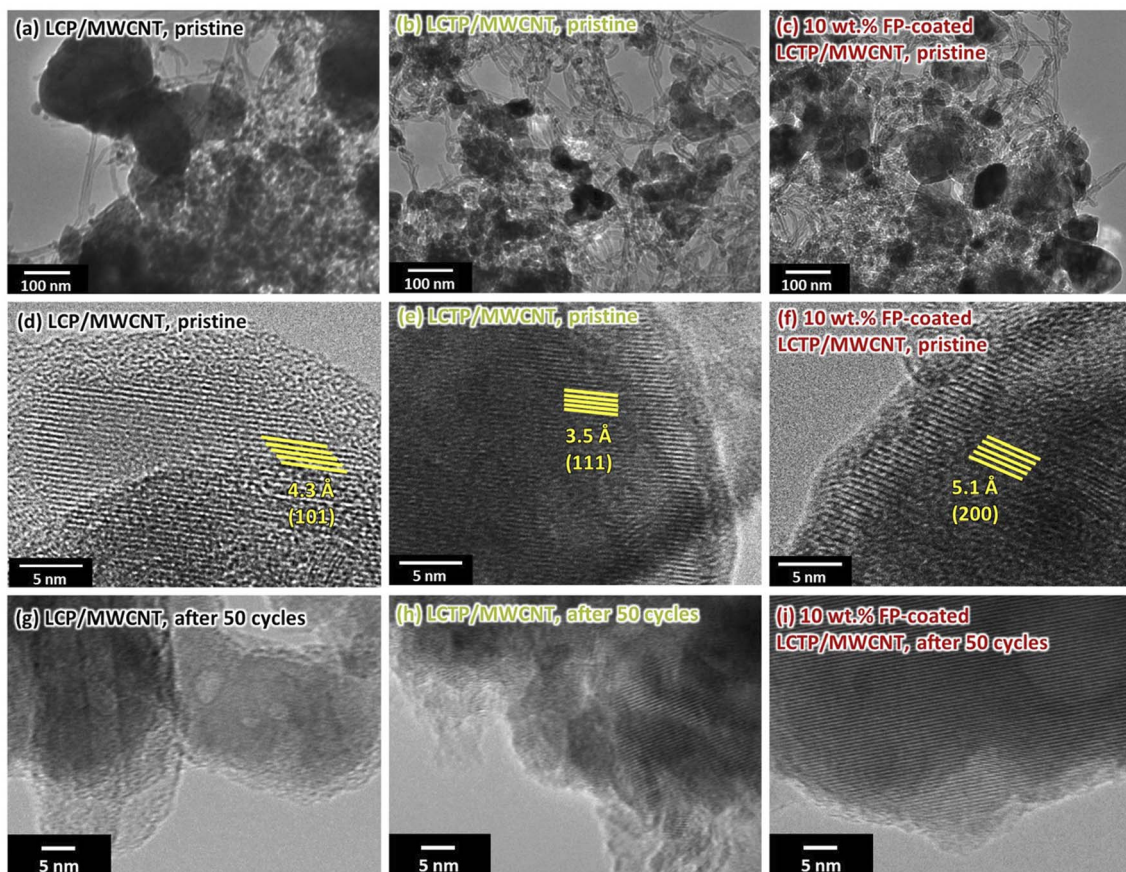 (a) LCP/MWCNT, pristine
100 nm
(b) LCTP/MWCNT, pristine
100 nm
(c) 10 wt.% FP-coated
LCTP/MWCNT, pristine
100 nm
(d) LCP/MWCNT, pristine
4.3 Å
(101)
5 nm
(e) LCTP/MWCNT, pristine
3.5 Å
(111)
5 nm
(f) 10 wt.% FP-coated
LCTP/MWCNT, pristine
5.1 Å
(200)
5 nm
(g) LCP/MWCNT, after 50 cycles
5 nm
(h) LCTP/MWCNT, after 50 cycles
5 nm
(i) 10 wt.% FP-coated
LCTP/MWCNT, after 50 cycles
5 nm